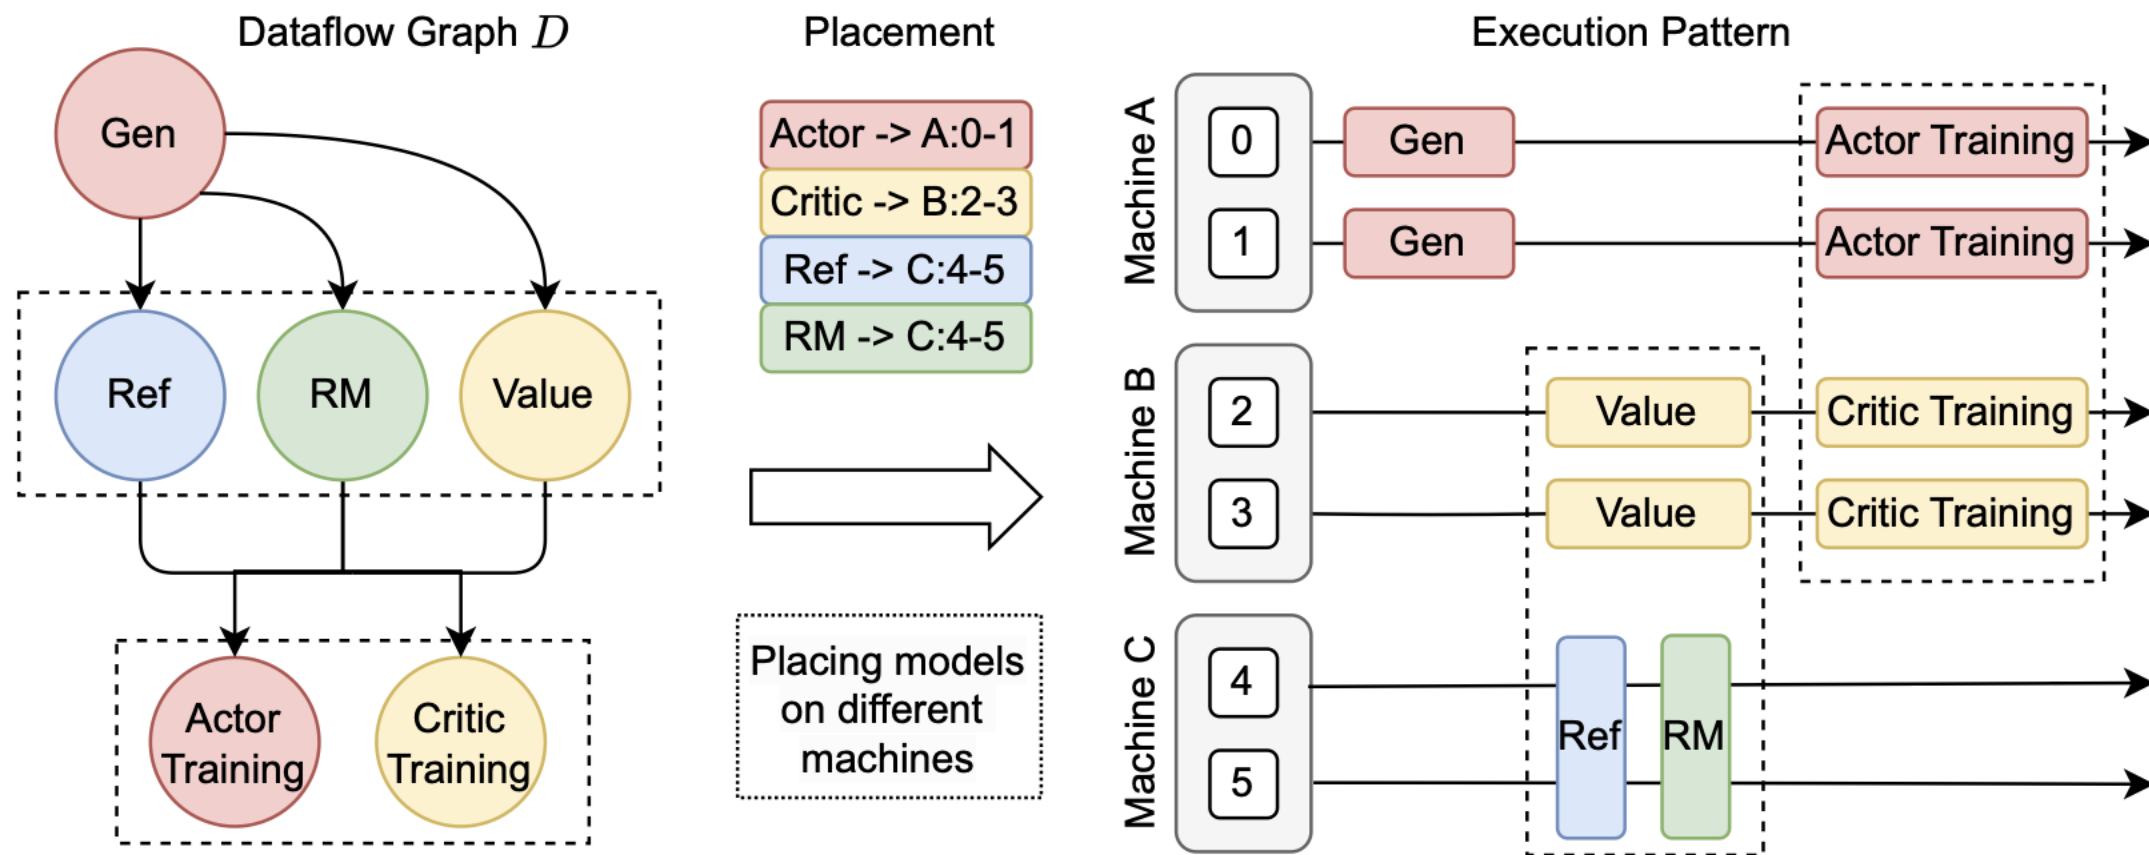 Dataflow Graph D
Gen
Ref
RM
Value
Actor
Training
Critic
Training
Placement
Actor -> A:0-1
Critic -> B:2-3
Ref -> C:4-5
RM -> C:4-5
Placing models
on different
machines
Execution Pattern
Machine A
0
Gen
Actor Training
1
Gen
Actor Training
Machine B
2
Value
Critic Training
3
Value
Critic Training
Machine C
4
5
Ref
RM